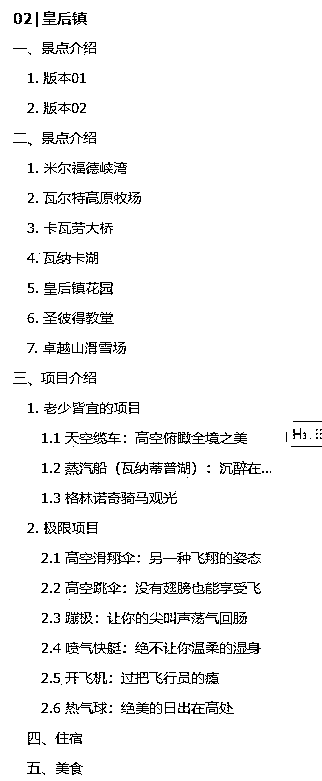 02|皇后镇
一、景点介绍
1. 版本01
2. 版本02
二、景点介绍
1. 米尔福德峡湾
2. 瓦尔特高原牧场
3. 卡瓦劳大桥
4. 瓦纳卡湖
5. 皇后镇花园
6. 圣彼得教堂
7. 卓越山滑雪场
三、项目介绍
1. 老少皆宜的项目
1.1 天空缆车：高空俯瞰全境之美
1.2 蒸汽船（瓦纳蒂普湖）：沉醉在...
1.3 格林诺奇骑马观光
2. 极限项目
2.1 高空滑翔伞：另一种飞翔的姿态
2.2 高空跳伞：没有翅膀也能享受飞
2.3 蹦极：让你的尖叫声荡气回肠
2.4 喷气快艇：绝不让你温柔的湿身
2.5 开飞机：过把飞行员的瘾
2.6 热气球：绝美的日出在高处
四、住宿
五、美食